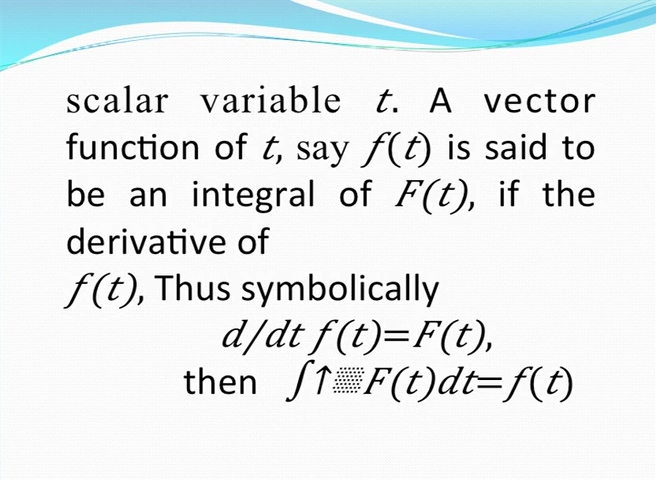 scalar variable t. A vector
function of t, say f(t) is said to
be an integral of F(t), if the
derivative of
f(t), Thus symbolically
d/dt f(t)=F(t),
then ∫↑▒F(t)dt=f(t)